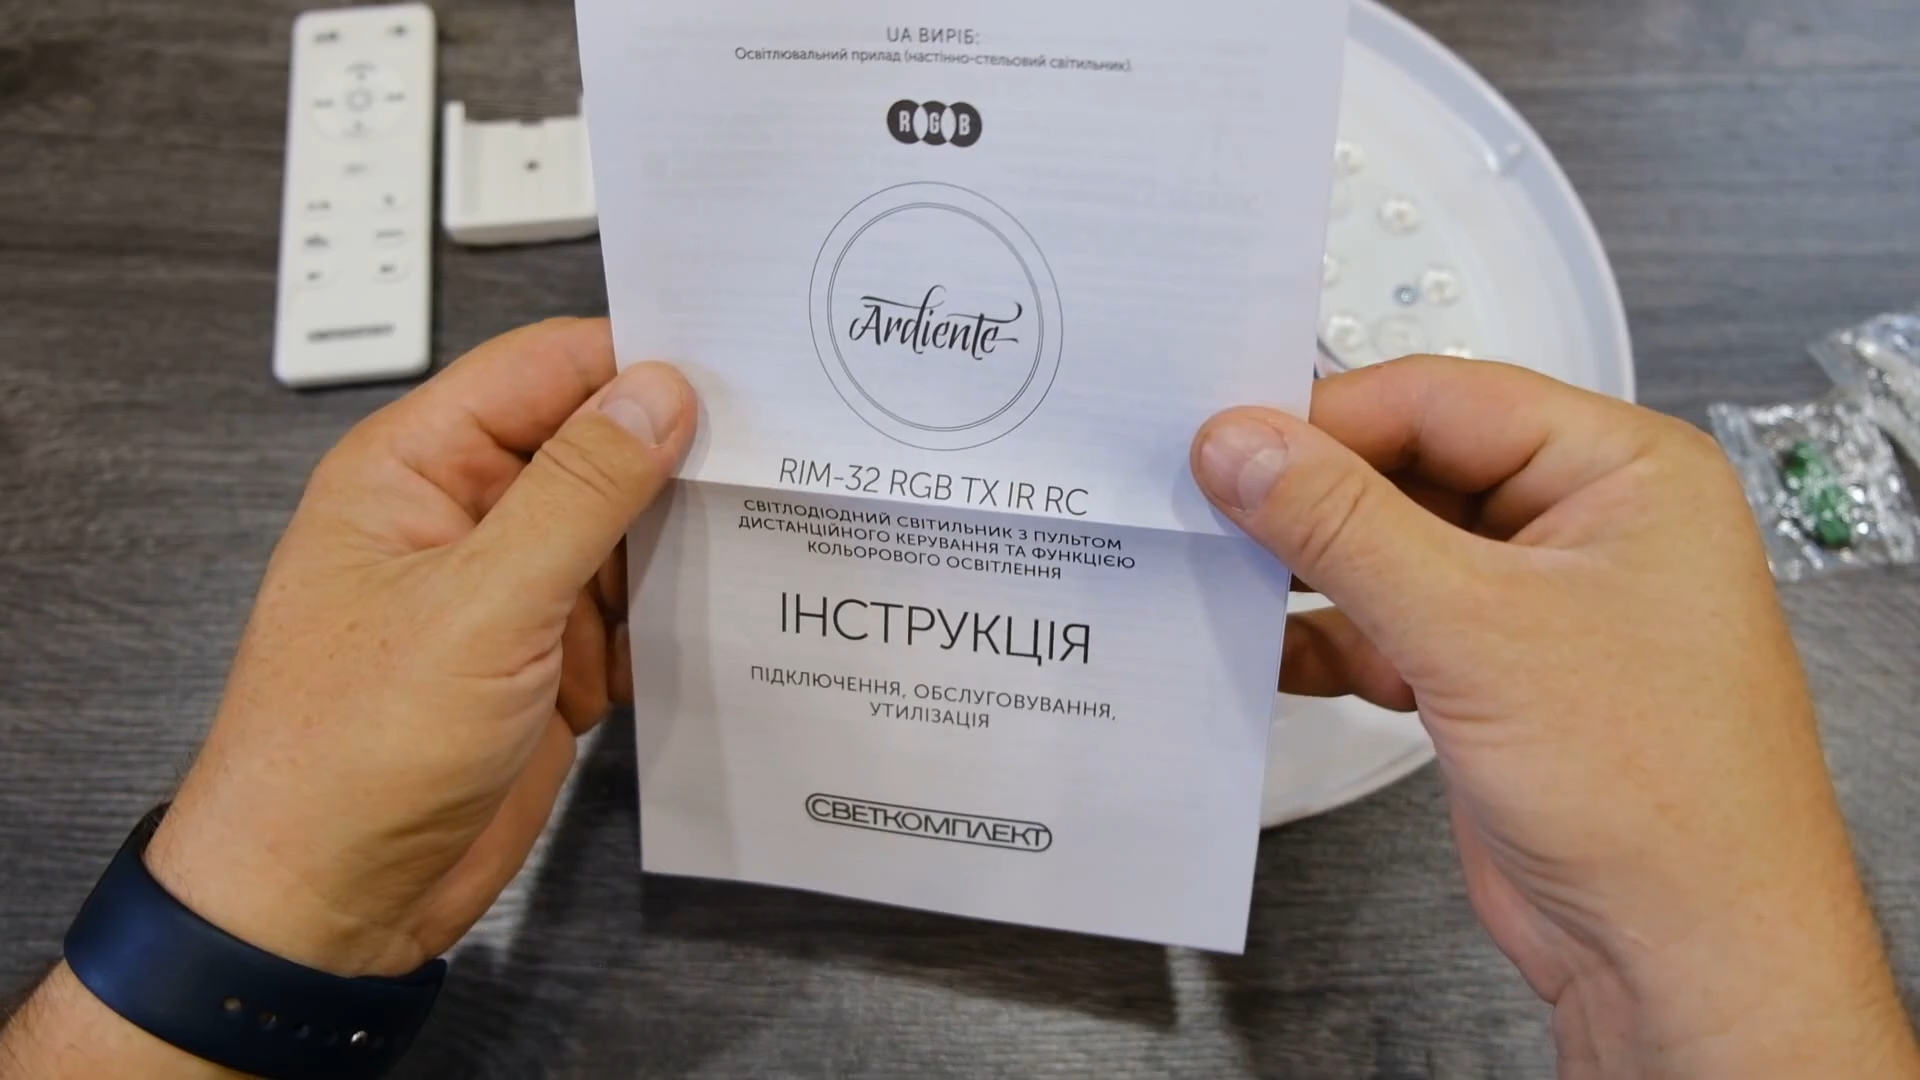 UA ВИРІБ:
Освітлювальний прилад (настінно-стельовий світильник).
RGB
Ardiente
RIM-32 RGB TX IR RC
СВІТЛОДІОДНИЙ СВІТИЛЬНИК З ПУЛЬТОМ
ДИСТАНЦІЙНОГО КЕРУВАННЯ ТА ФУНКЦІЄЮ
КОЛЬОРОВОГО ОСВІТЛЕННЯ
ІНСТРУКЦІЯ
ПІДКЛЮЧЕННЯ, ОБСЛУГОВУВАННЯ,
УТИЛІЗАЦІЯ
СВЕТКОМПЛЕКТ